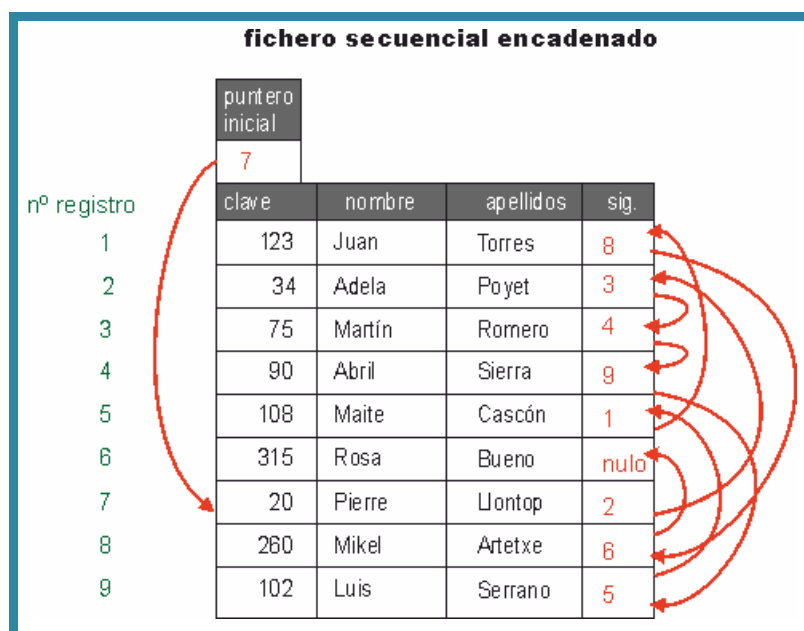 fichero secuencial encadenado
puntero
inicial
7
nº registro clave nombre apellidos sig.
1 123 Juan Torres 8
2 34 Adela Poyet 3
3 75 Martín Romero 4
4 90 Abril Sierra 9
5 108 Maite Cascón 1
6 315 Rosa Bueno nulo
7 20 Pierre Llontop 2
8 260 Mikel Artetxe 6
9 102 Luis Serrano 5